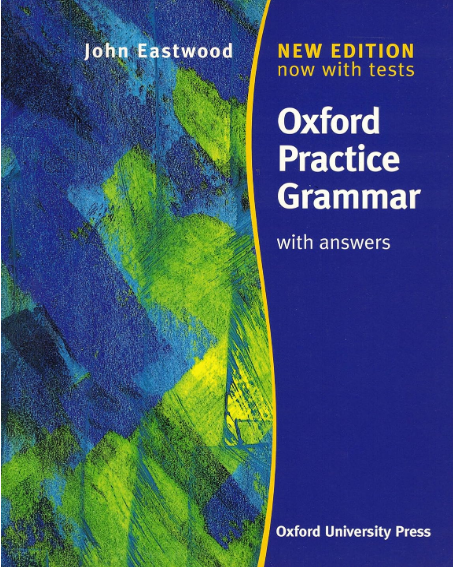 John Eastwood
NEW EDITION
now with tests
Oxford
Practice
Grammar
with answers
Oxford University Press